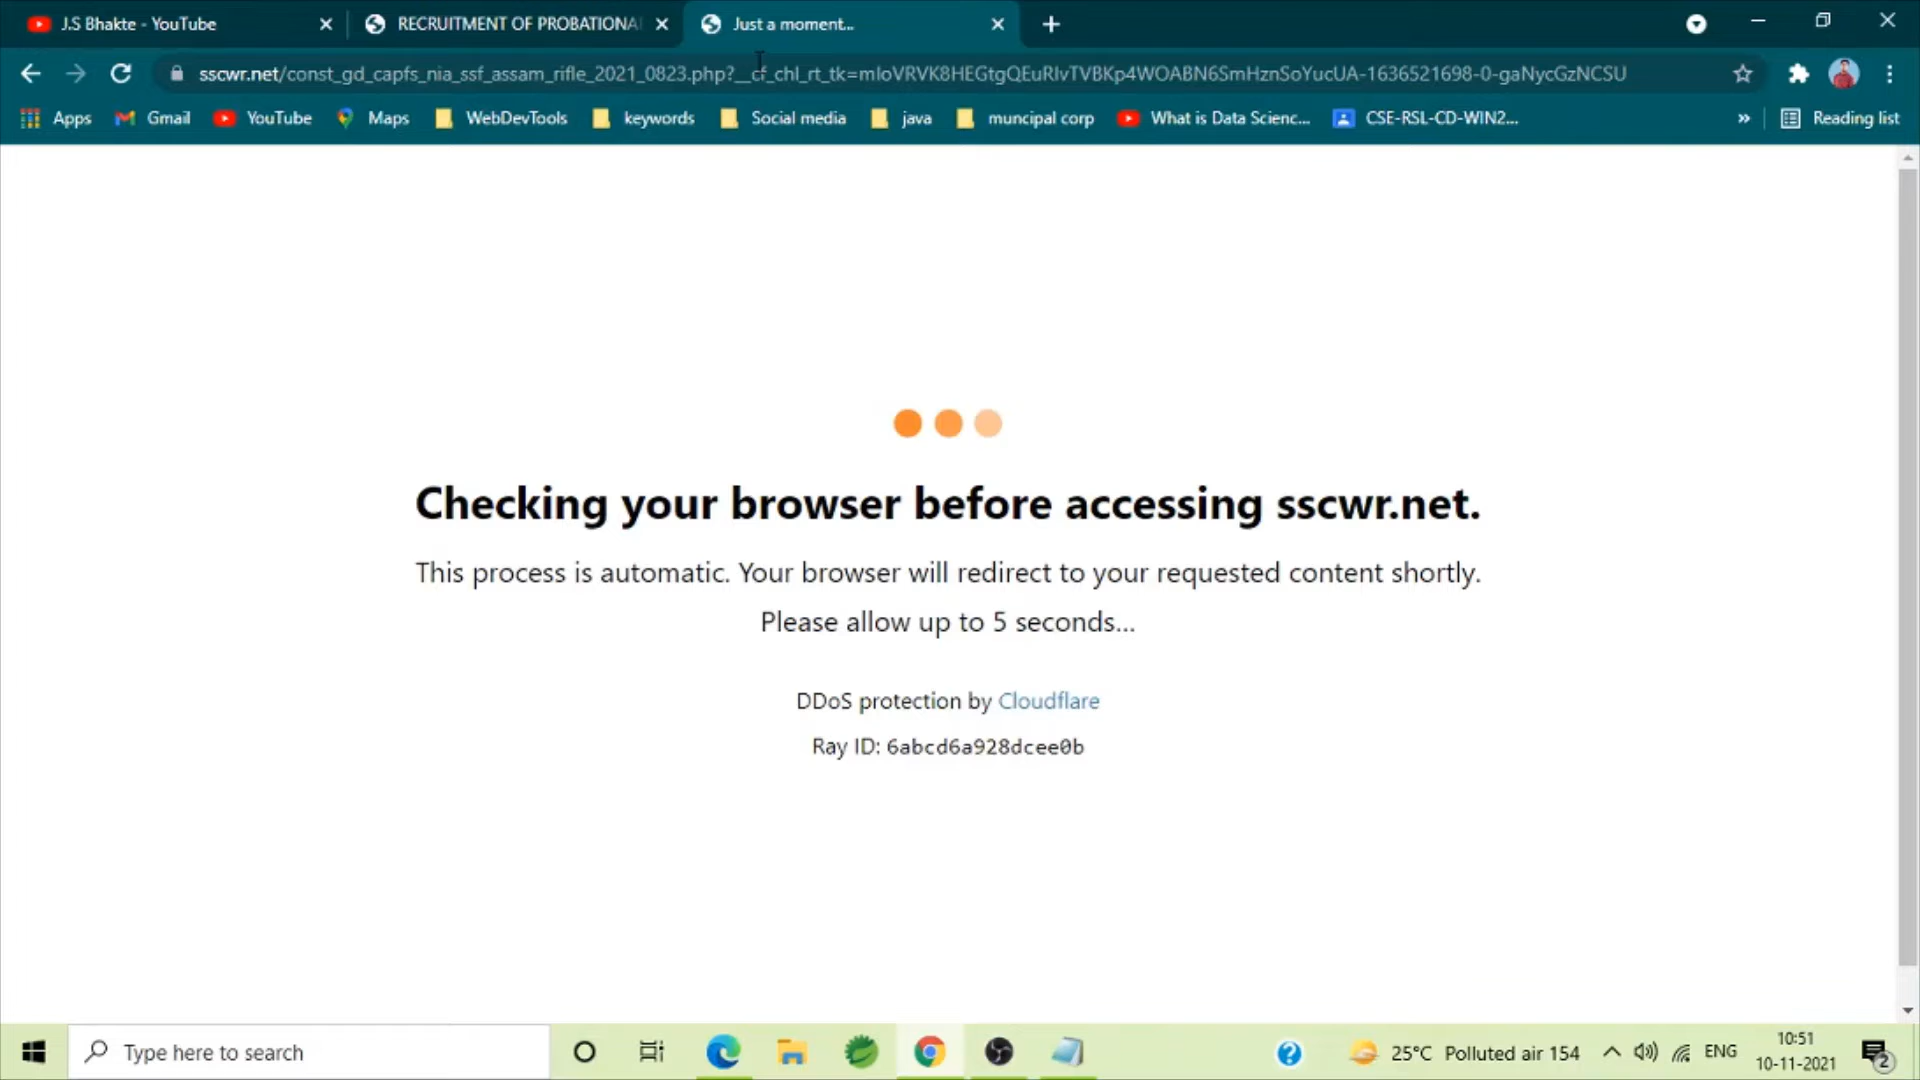 J.S Bhakte - YouTube
RECRUITMENT OF PROBATIONA
Just a moment...
sscwr.net/const_gd_capfs_nia_ssf_assam_rifle_2021_0823.php?__cf_chl_rt_tk=mIoVRVK8HEGtgQEuRIvTVBKp4WOABN6SmHznSoYucUA-1636521698-0-gaNycGzNCSU
Apps
Gmail
YouTube
Maps
WebDevTools
keywords
Social media
java
muncipal corp
What is Data Scienc...
CSE-RSL-CD-WIN2...
»
Reading list
Checking your browser before accessing sscwr.net.
This process is automatic. Your browser will redirect to your requested content shortly.
Please allow up to 5 seconds...
DDoS protection by Cloudflare
Ray ID: 6abcd6a928dcee0b
Type here to search
25°C Polluted air 154
ENG
10:51
10-11-2021
2